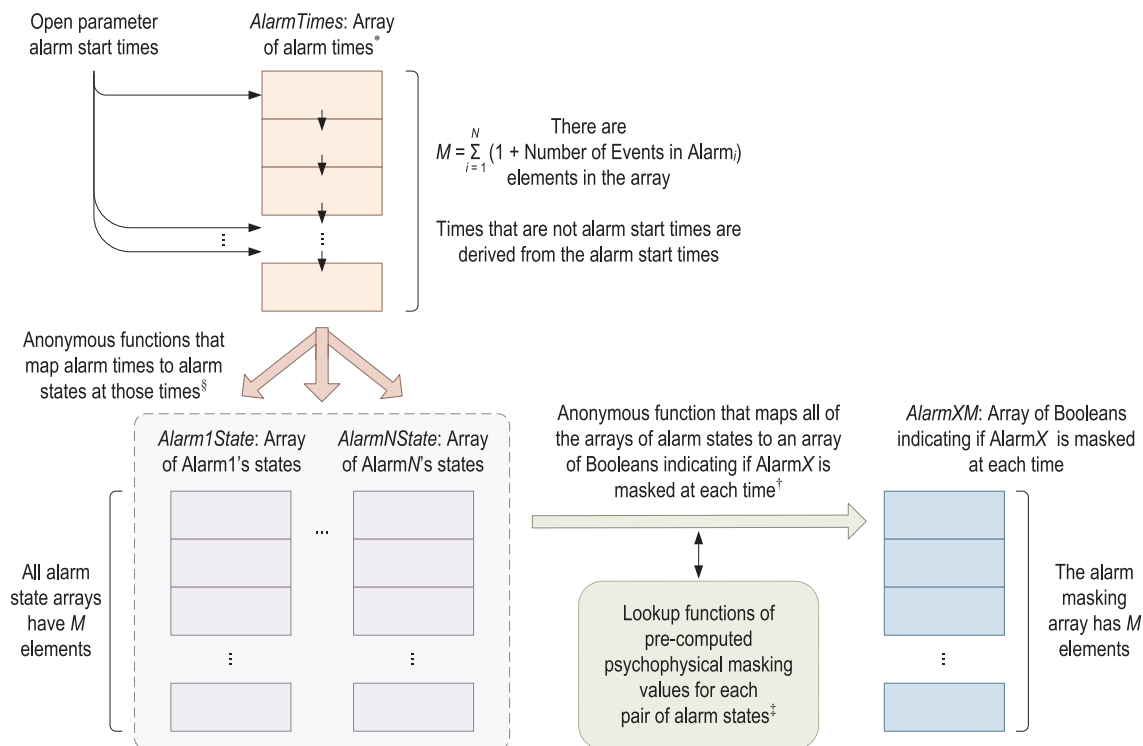 Open parameter
alarm start times
AlarmTimes: Array
of alarm times*
There are
M = Σ_{i = 1}^{N} (1 + Number of Events in Alarm_i)
elements in the array
Times that are not alarm start times are
derived from the alarm start times
⋮
⋮
Anonymous functions that
map alarm times to alarm
states at those times§
Alarm1State: Array
of Alarm1's states
AlarmNState: Array
of AlarmN's states
...
⋮
⋮
All alarm
state arrays
have M
elements
Anonymous function that maps all of
the arrays of alarm states to an array
of Booleans indicating if AlarmX is
masked at each time†
Lookup functions of
pre-computed
psychophysical masking
values for each
pair of alarm states‡
AlarmXM: Array of Booleans
indicating if AlarmX is masked
at each time
⋮
The alarm
masking
array has M
elements